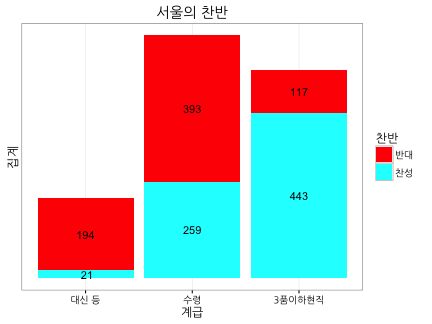 서울의 찬반
393
117
443
194
259
21
집계
대신 등
수령
3품이하현직
계급
찬반
반대
찬성